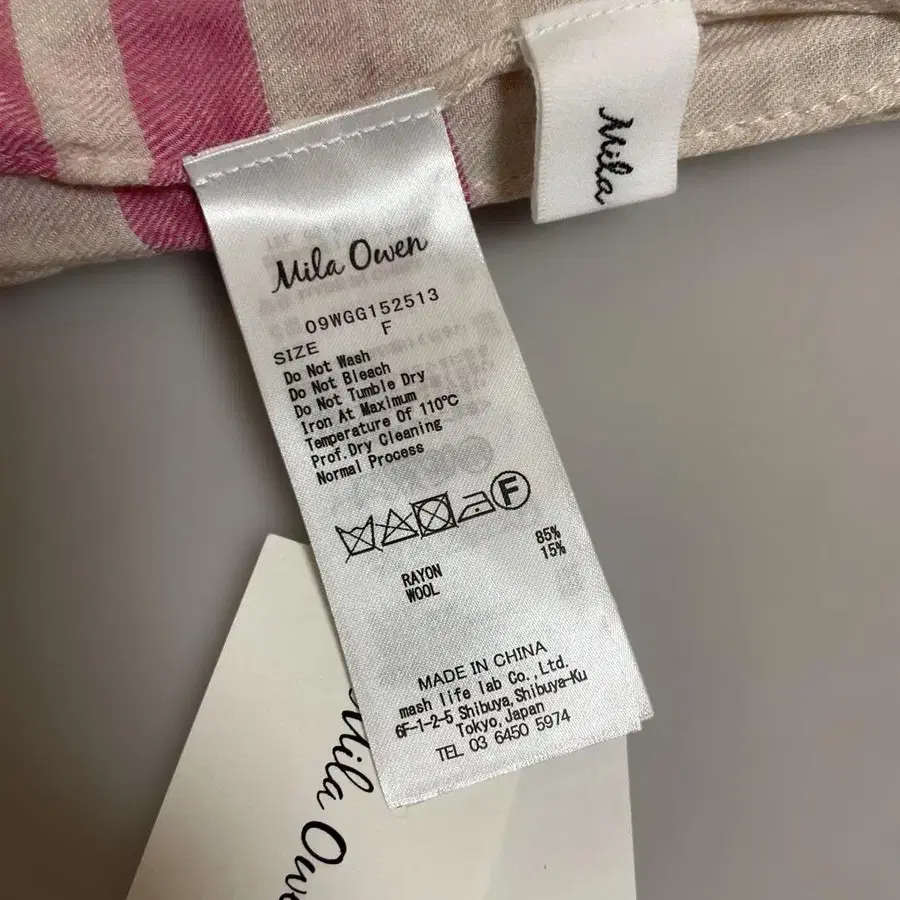 Mila
Mila Owen
09WGG152513
SIZE F
Do Not Wash
Do Not Bleach
Do Not Tumble Dry
Iron At Maximum
Temperature Of 110℃
Prof.Dry Cleaning
Normal Process
F
RAYON 85%
WOOL 15%
MADE IN CHINA
mash life lab Co.,Ltd.
6F-1-2-5 Shibuya,Shibuya-Ku
Tokyo,Japan
TEL 03 6450 5974
Mila Owe